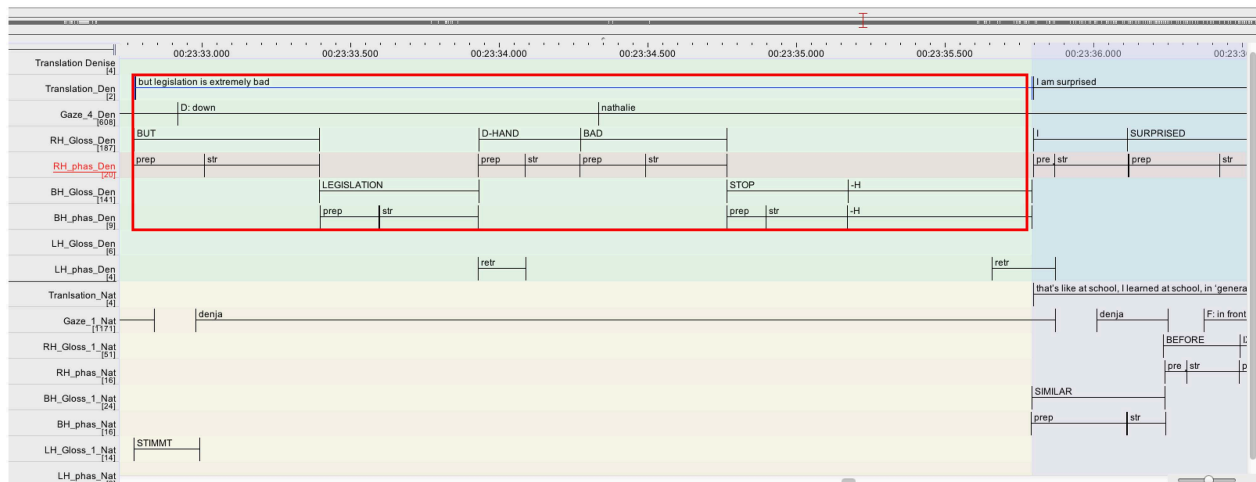 00:23:33.000 00:23:33.500 00:23:34.000 00:23:34.500 00:23:35.000 00:23:35.500 00:23:36.000 00:23:3
Translation Denise
[4]
Translation_Den but legislation is extremely bad I am surprised
[2]
Gaze_4_Den D: down nathalie
[608]
RH_Gloss_Den BUT D-HAND BAD I SURPRISED
[187]
RH_phas_Den prep str prep str prep str pre str prep str
[20]
BH_Gloss_Den LEGISLATION STOP -H
[141]
BH_phas_Den prep str prep str -H
[9]
LH_Gloss_Den
[6]
LH_phas_Den retr retr
[4]
Tranlsation_Nat that's like at school, I learned at school, in 'genera
[4]
Gaze_1_Nat denja denja F: in front
[1171]
RH_Gloss_1_Nat BEFORE
[51]
RH_phas_Nat pre str p
[16]
BH_Gloss_1_Nat SIMILAR
[24]
BH_phas_Nat prep str
[16]
LH_Gloss_1_Nat STIMMT
[14]
LH_phas_Nat